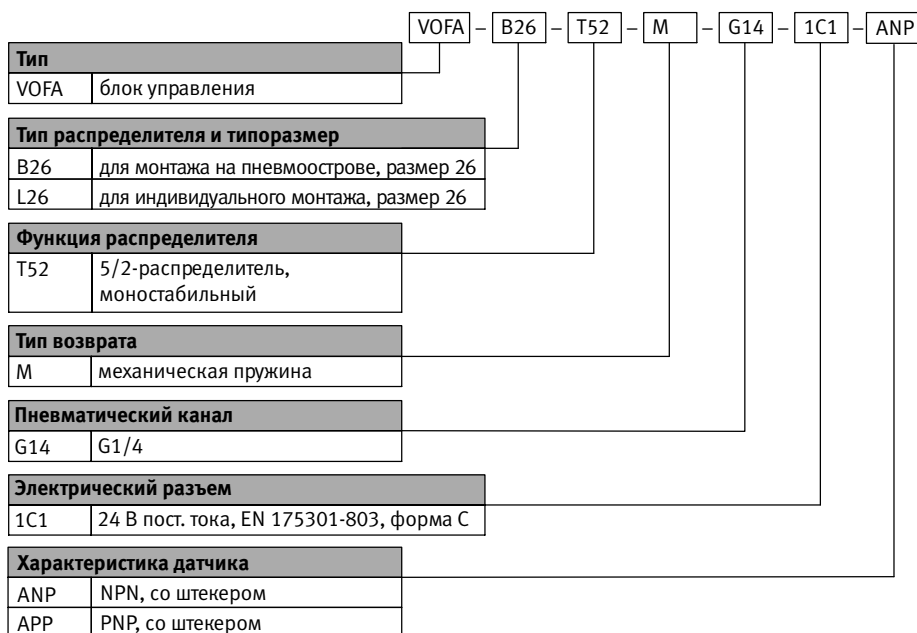 VOFA – B26 – T52 – M – G14 – 1C1 – ANP
Тип
VOFA блок управления
Тип распределителя и типоразмер
B26 для монтажа на пневмоострове, размер 26
L26 для индивидуального монтажа, размер 26
Функция распределителя
T52 5/2-распределитель,
моностабильный
Тип возврата
M механическая пружина
Пневматический канал
G14 G1/4
Электрический разъем
1C1 24 В пост. тока, EN 175301-803, форма C
Характеристика датчика
ANP NPN, со штекером
APP PNP, со штекером